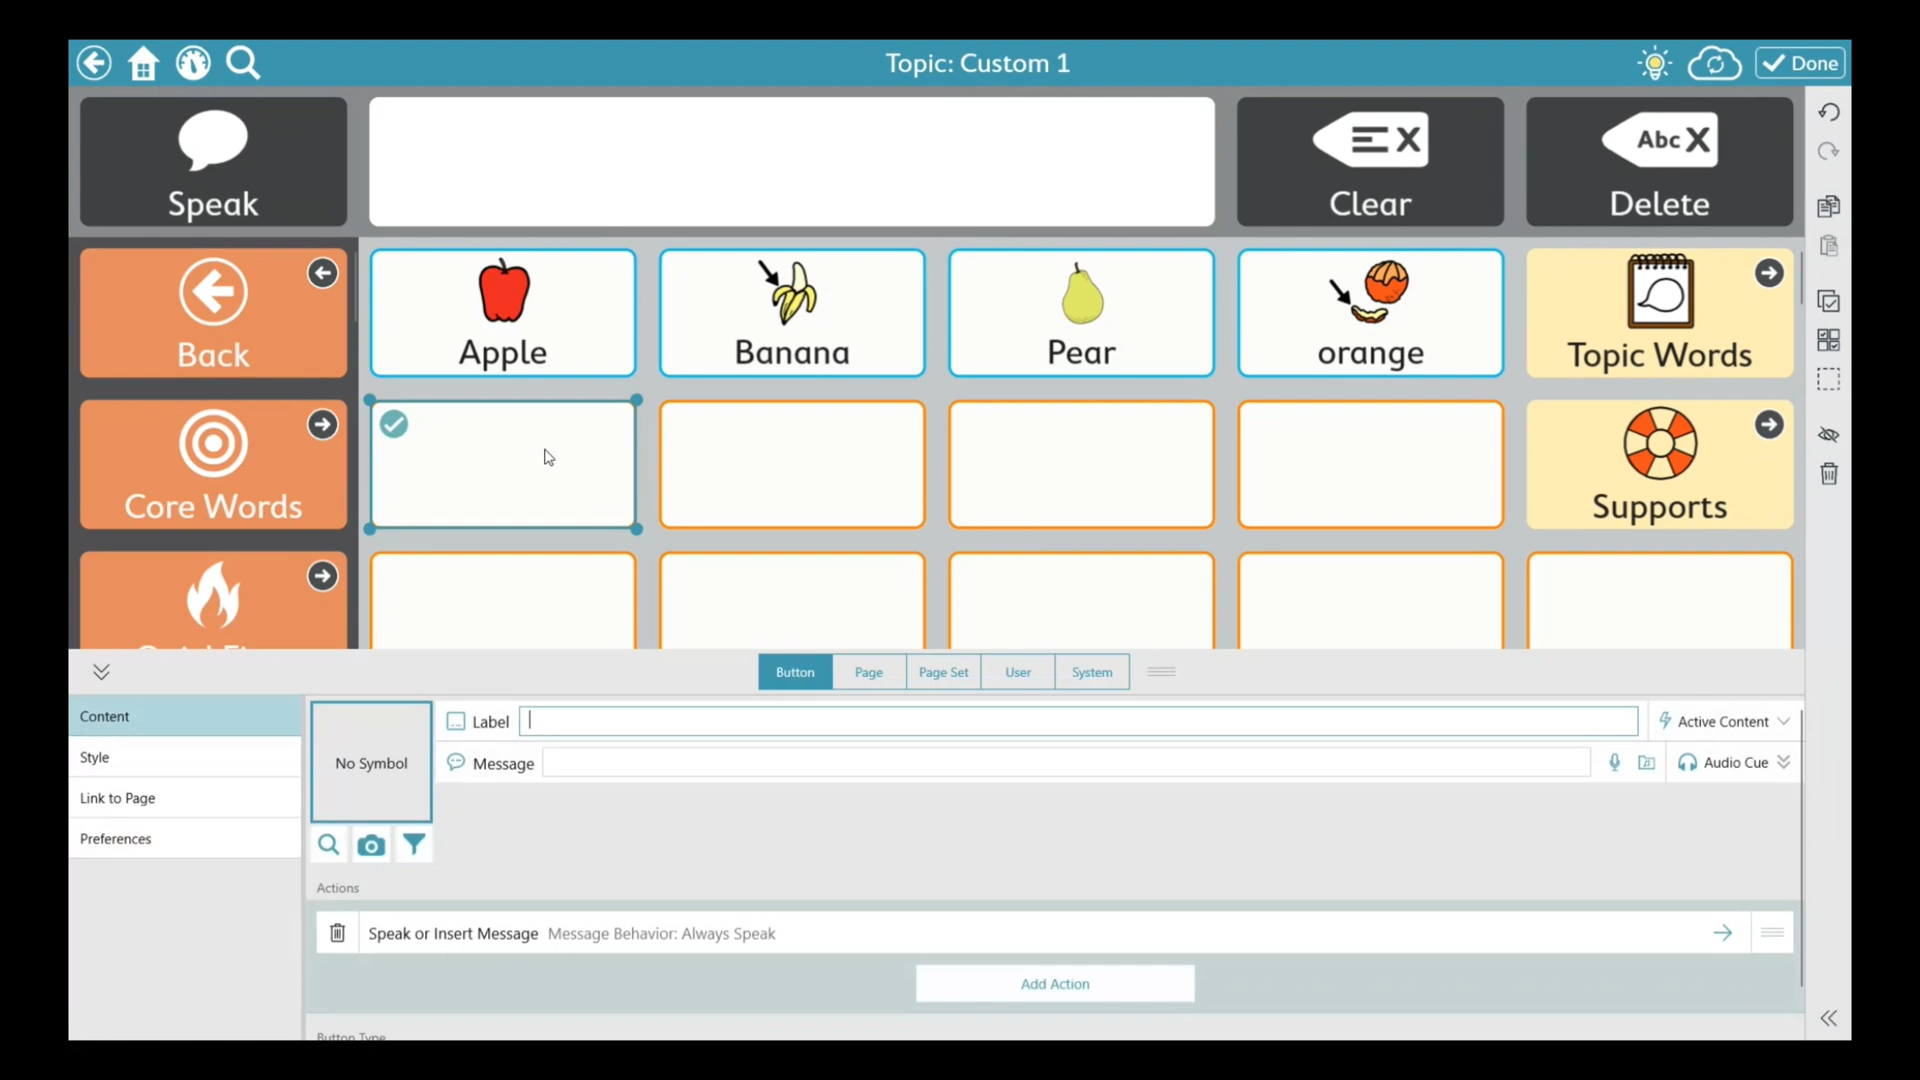 Topic: Custom 1
Done
Speak
Clear
Abc X
Delete
Back
Apple
Banana
Pear
orange
Topic Words
Core Words
Supports
Button
Page
Page Set
User
System
Content
Style
Link to Page
Preferences
No Symbol
Label
Active Content
Message
Audio Cue
Actions
Speak or Insert Message Message Behavior: Always Speak
Add Action
Button Type